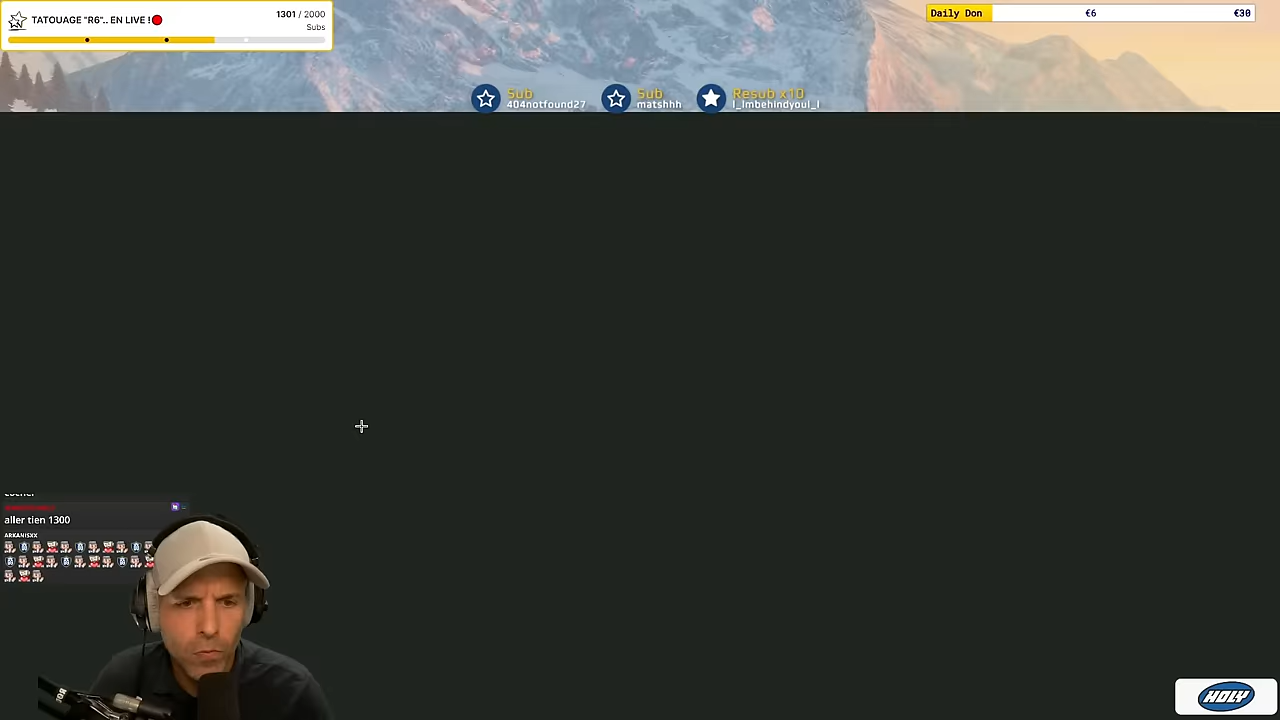 TATOUAGE "R6".. EN LIVE !
1301 / 2000
Subs
Daily Don
€6
€30
Sub
404notfound27
Sub
matshhh
Resub x10
I_Imbehindyoui_I
aller tien 1300
ARKANISXX
HOLY